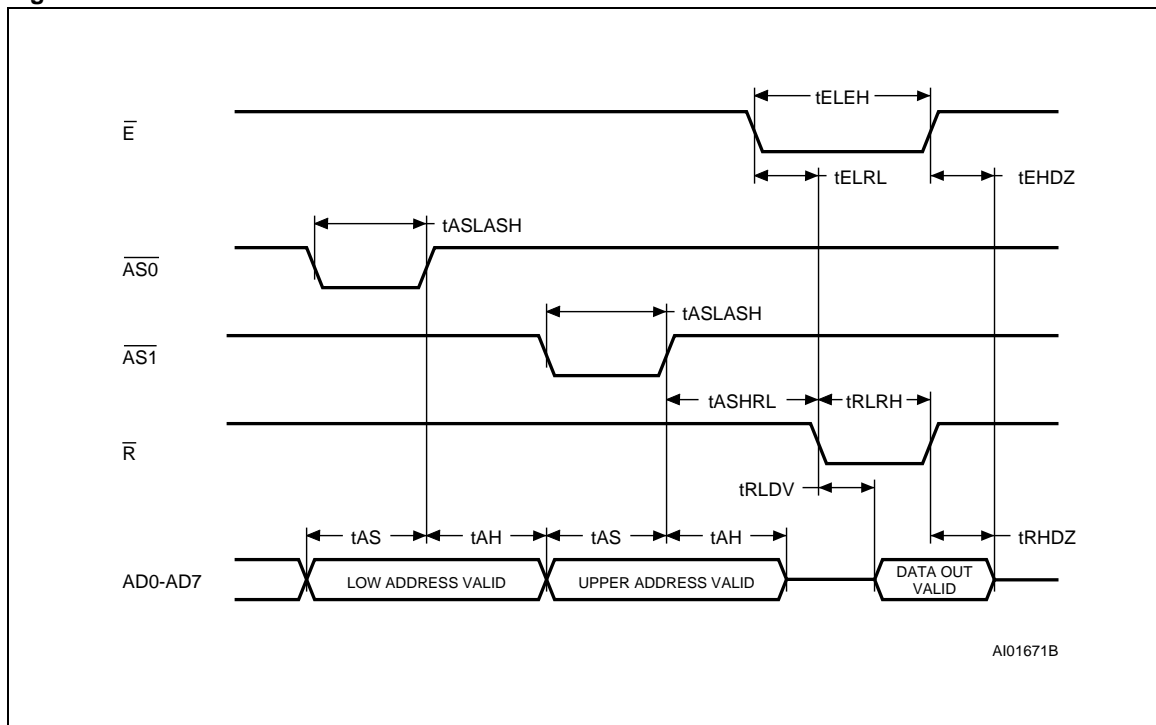 tELEH
E
tELRL
tEHDZ
tASLASH
AS0
tASLASH
AS1
tASHRL
tRLRH
R
tRLDV
tAS
tAH
tAS
tAH
tRHDZ
AD0-AD7
LOW ADDRESS VALID
UPPER ADDRESS VALID
DATA OUT
VALID
AI01671B